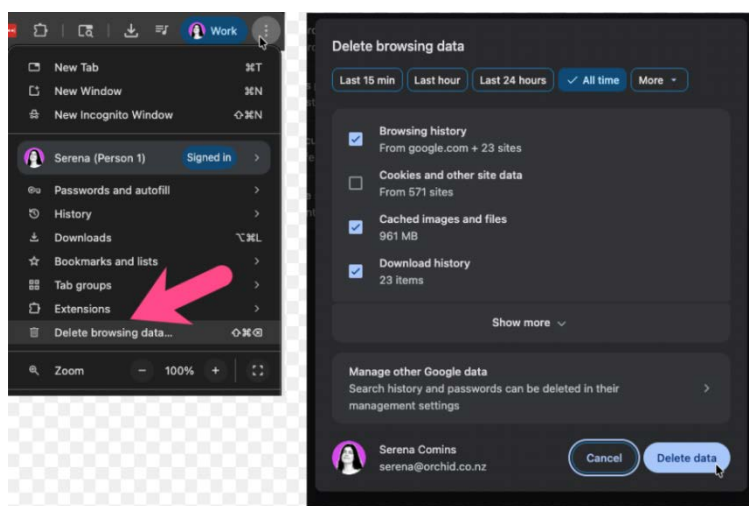 Work
New Tab ⌘T
New Window ⌘N
New Incognito Window ⇧⌘N
Serena (Person 1) Signed in
Passwords and autofill
History
Downloads ⌥⌘L
Bookmarks and lists
Tab groups
Extensions
Delete browsing data... ⇧⌘⌫
Zoom − 100% +
Delete browsing data
Last 15 min Last hour Last 24 hours All time More
Browsing history
From google.com + 23 sites
Cookies and other site data
From 571 sites
Cached images and files
961 MB
Download history
23 items
Show more
Manage other Google data
Search history and passwords can be deleted in their
management settings
Serena Comins
serena@orchid.co.nz
Cancel Delete data